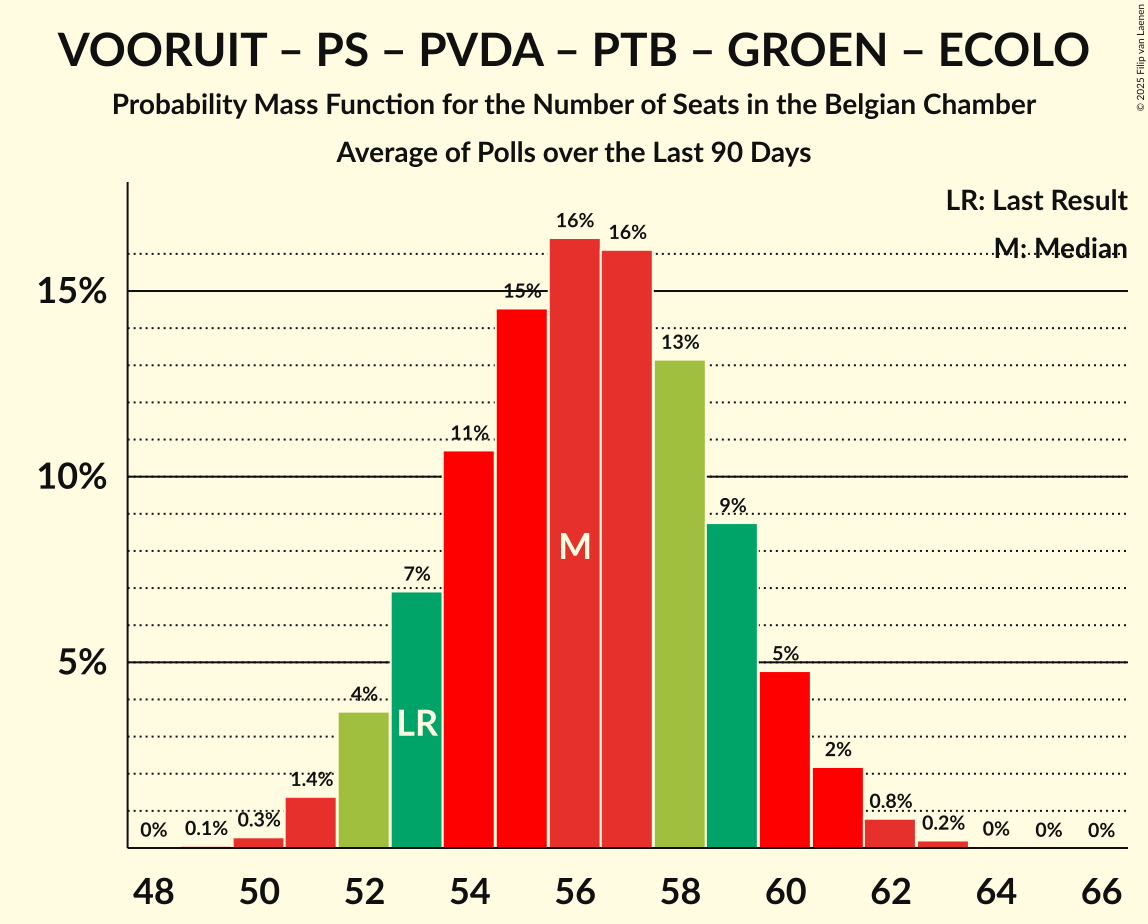 VOORUIT – PS – PVDA – PTB – GROEN – ECOLO
Probability Mass Function for the Number of Seats in the Belgian Chamber
Average of Polls over the Last 90 Days
© 2025 Filip van Laenen
LR: Last Result
M: Median
15%
10%
5%
0%
0.1%
0.3%
1.4%
4%
7%
11%
15%
16%
16%
13%
9%
5%
2%
0.8%
0.2%
0%
0%
0%
LR
M
48 50 52 54 56 58 60 62 64 66